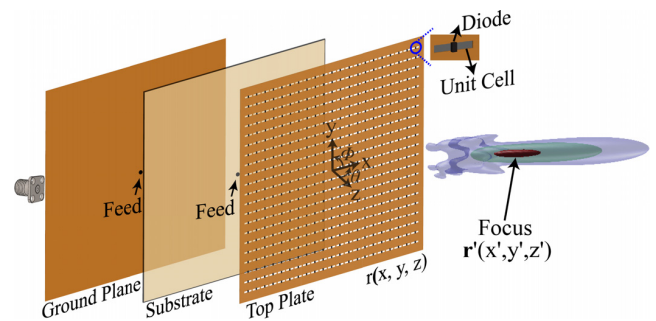 Diode
Unit Cell
y
Φ
x
θ
z
Feed
Feed
Focus
r'(x',y',z')
r(x, y, z)
Ground Plane
Substrate
Top Plate